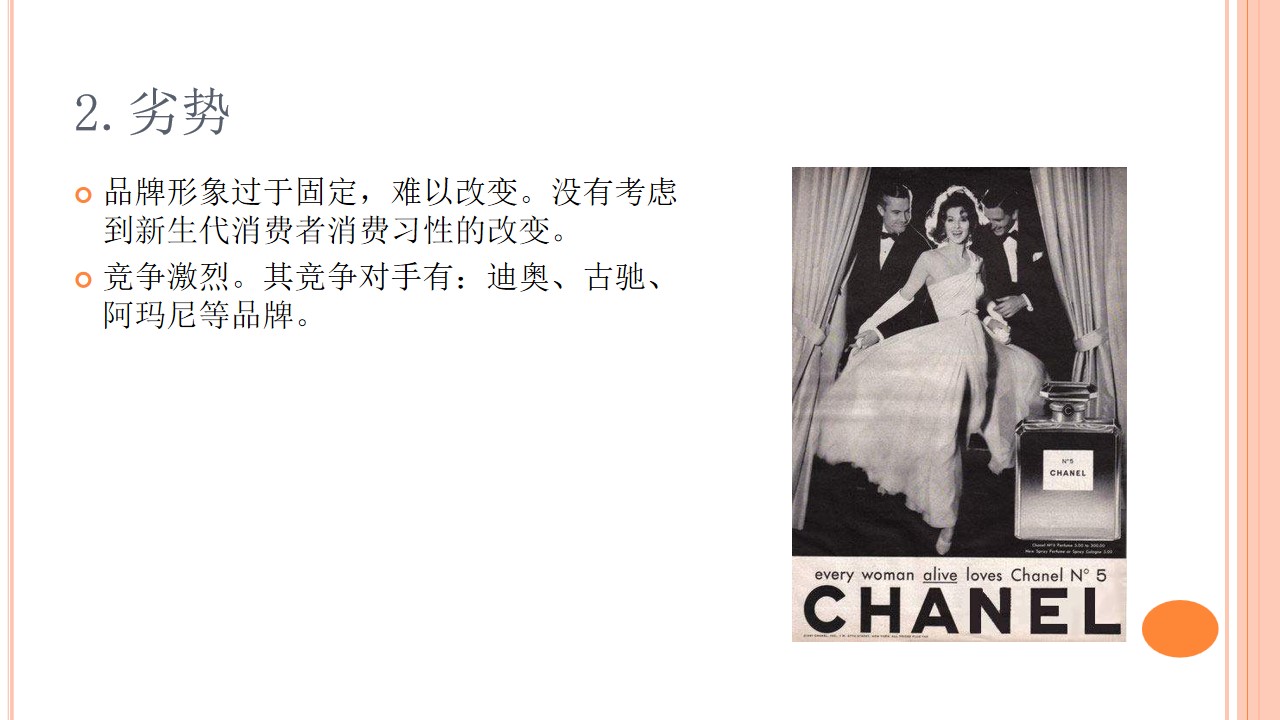 2.劣势
品牌形象过于固定，难以改变。没有考虑
到新生代消费者消费习性的改变。
竞争激烈。其竞争对手有：迪奥、古驰、
阿玛尼等品牌。
N°5
CHANEL
every woman alive loves Chanel N° 5
CHANEL